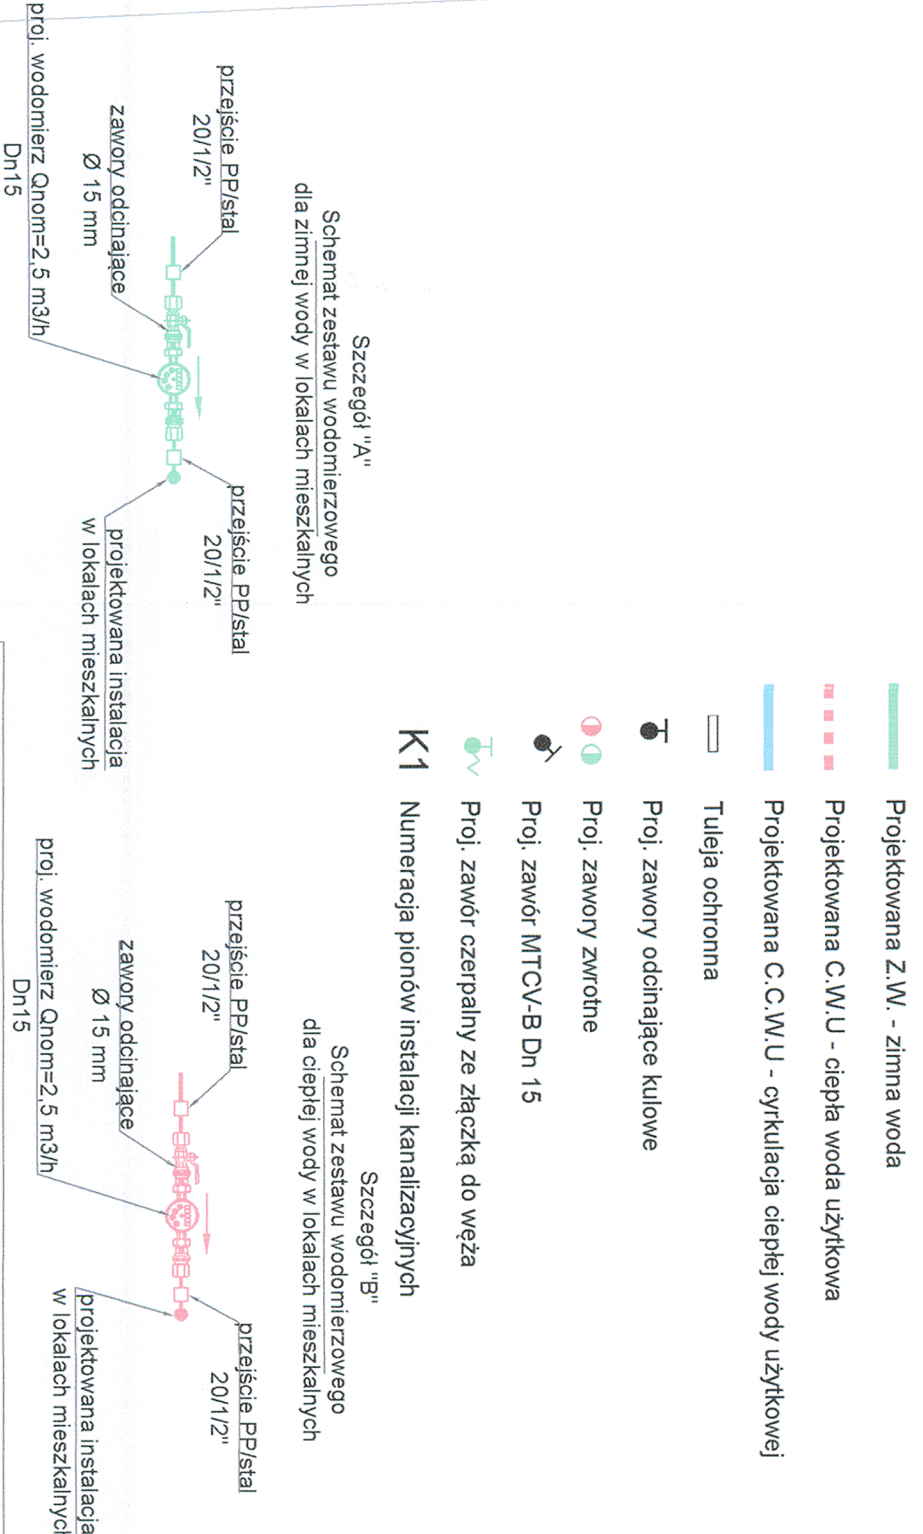 Projektowana Z.W. - zimna woda
Projektowana C.W.U - ciepła woda użytkowa
Projektowana C.C.W.U - cyrkulacja ciepłej wody użytkowej
Tuleja ochronna
Proj. zawory odcinające kulowe
Proj. zawory zwrotne
Proj. zawór MTCV-B Dn 15
Proj. zawór czerpalny ze złączką do węża
K1 Numeracja pionów instalacji kanalizacyjnych
Szczegół "A"
Schemat zestawu wodomierzowego
dla zimnej wody w lokalach mieszkalnych
przejście PP/stal
20/1/2"
przejście PP/stal
20/1/2"
zawory odcinające
Ø 15 mm
projektowana instalacja
w lokalach mieszkalnych
proj. wodomierz Qnom=2,5 m3/h
Dn15
Szczegół "B"
Schemat zestawu wodomierzowego
dla ciepłej wody w lokalach mieszkalnych
przejście PP/stal
20/1/2"
przejście PP/stal
20/1/2"
zawory odcinające
Ø 15 mm
projektowana instalacja
w lokalach mieszkalnych
proj. wodomierz Qnom=2,5 m3/h
Dn15